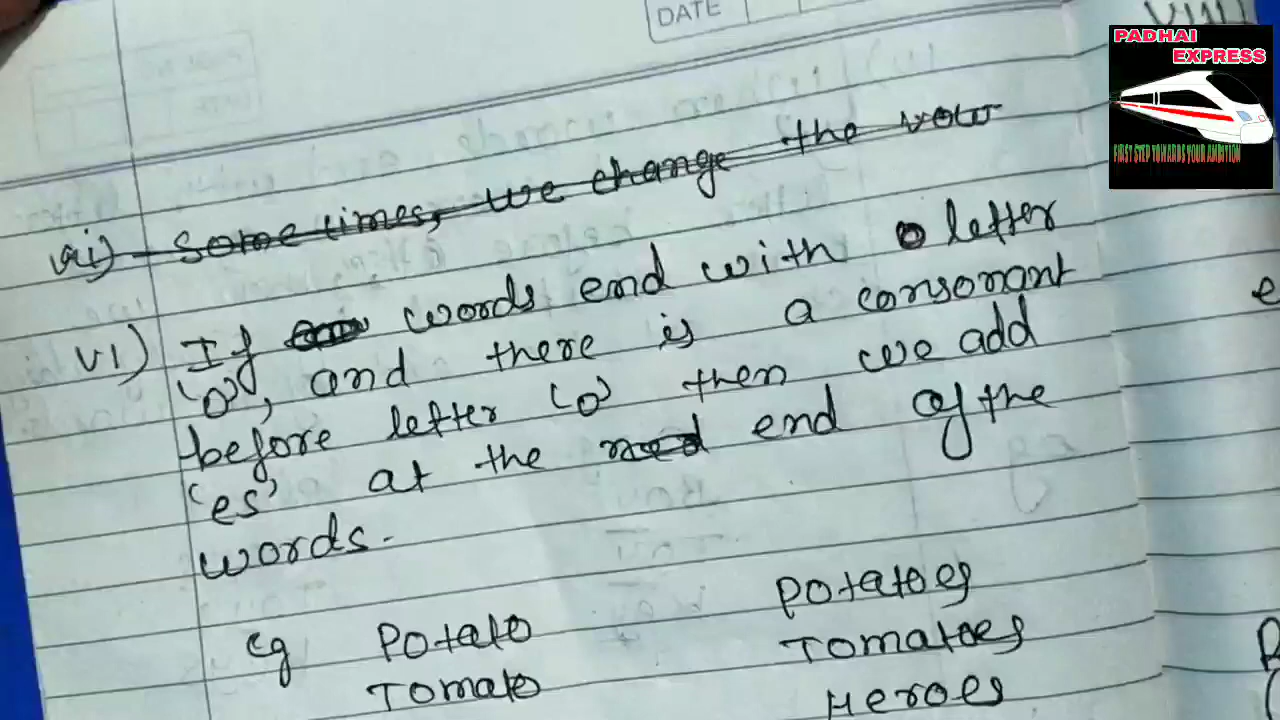 DATE
PADHAI
EXPRESS
FIRST STEP TOWARDS YOUR AMBITION
vi) Sometimes, we change the vow
VI) If words end with o letter
'o', and there is a consonant
before letter 'o' then we add
'es' at the end of the
words.
eg Potato Potatoes
Tomato Tomatoes
Heroes